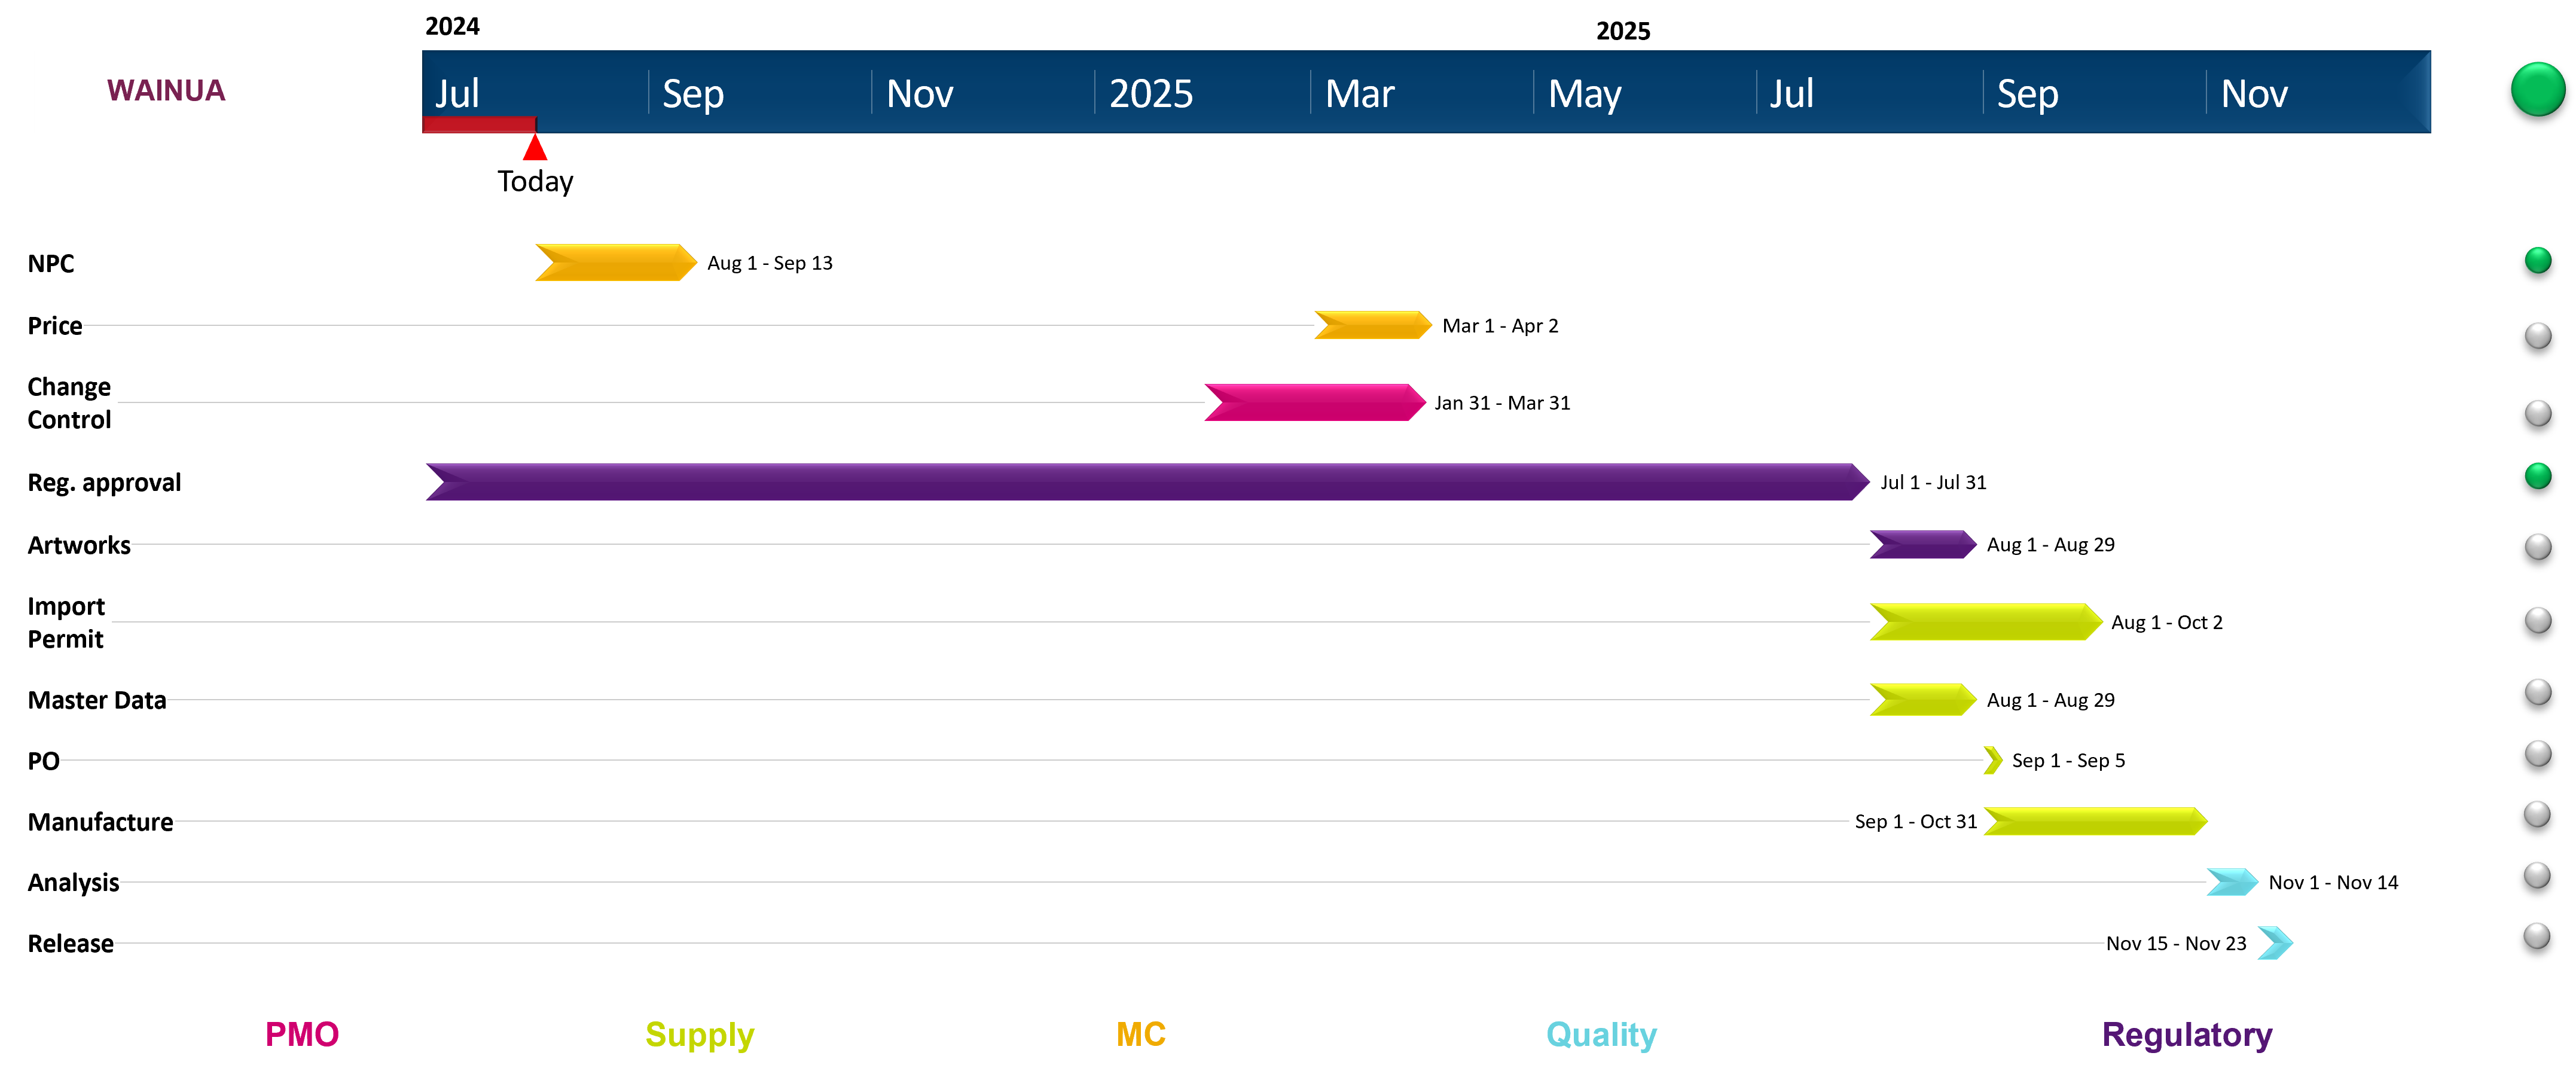 2024
2025
WAINUA
Jul Sep Nov 2025 Mar May Jul Sep Nov
Today
NPC
Aug 1 - Sep 13
Price
Mar 1 - Apr 2
Change
Control
Jan 31 - Mar 31
Reg. approval
Jul 1 - Jul 31
Artworks
Aug 1 - Aug 29
Import
Permit
Aug 1 - Oct 2
Master Data
Aug 1 - Aug 29
PO
Sep 1 - Sep 5
Manufacture
Sep 1 - Oct 31
Analysis
Nov 1 - Nov 14
Release
Nov 15 - Nov 23
PMO Supply MC Quality Regulatory